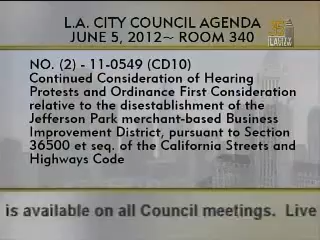 L.A. CITY COUNCIL AGENDA
JUNE 5, 2012~ ROOM 340
NO. (2) - 11-0549 (CD10)
Continued Consideration of Hearing
Protests and Ordinance First Consideration
relative to the disestablishment of the
Jefferson Park merchant-based Business
Improvement District, pursuant to Section
36500 et seq. of the California Streets and
Highways Code
is available on all Council meetings. Live